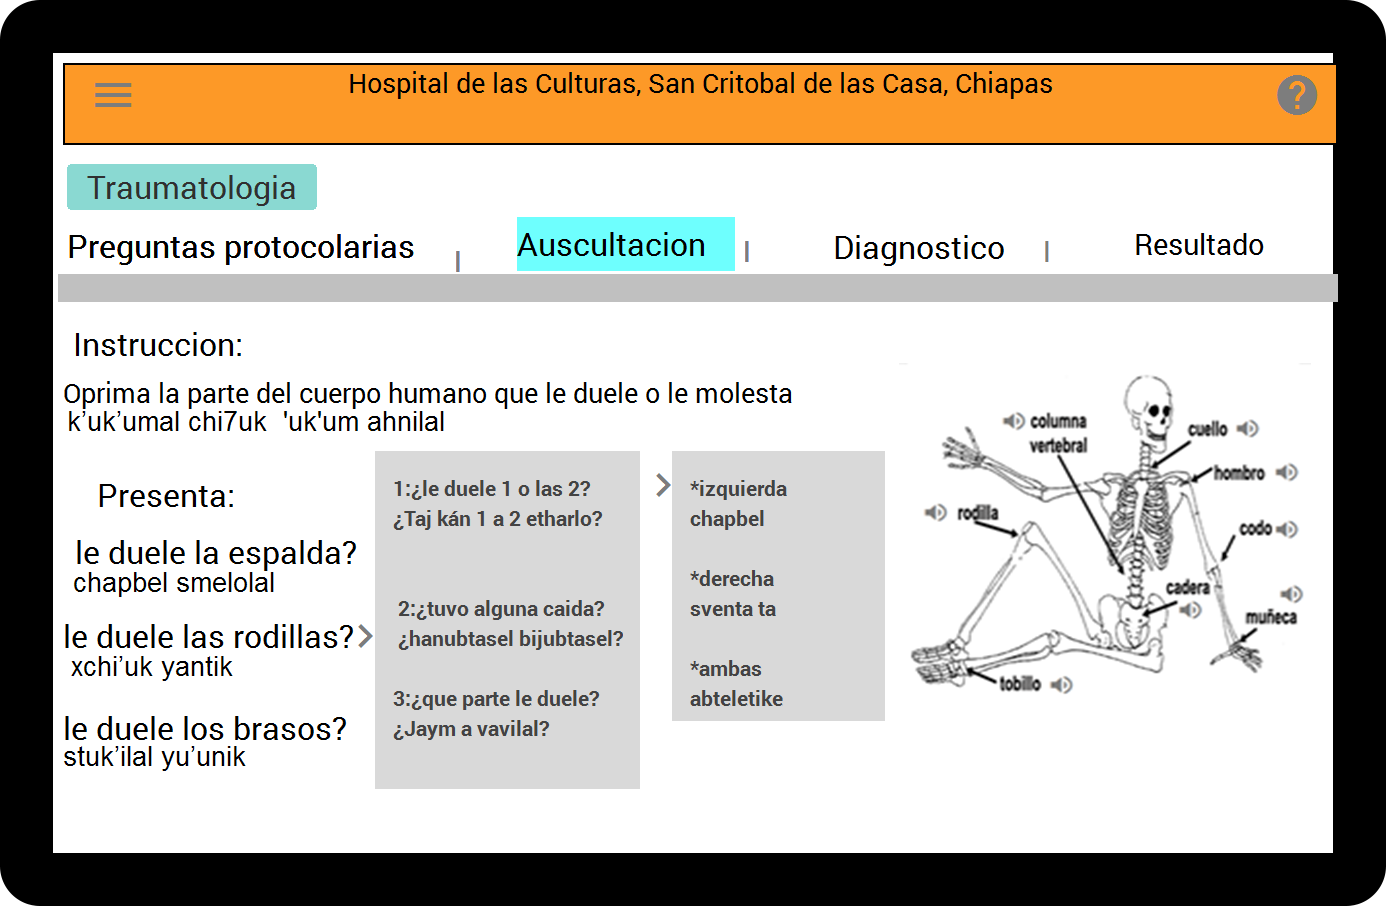 Hospital de las Culturas, San Critobal de las Casa, Chiapas
?
Traumatologia
Preguntas protocolarias | Auscultacion | Diagnostico | Resultado
Instruccion:
Oprima la parte del cuerpo humano que le duele o le molesta
k’uk’umal chi7uk 'uk'um ahnilal
Presenta:
le duele la espalda?
chapbel smelolal
le duele las rodillas?
xchi’uk yantik
le duele los brasos?
stuk’ilal yu’unik
1:¿le duele 1 o las 2?
¿Taj kán 1 a 2 etharlo?
2:¿tuvo alguna caida?
¿hanubtasel bijubtasel?
3:¿que parte le duele?
¿Jaym a vavilal?
*izquierda
chapbel
*derecha
sventa ta
*ambas
abteletike
columna
vertebral
cuello
hombro
rodilla
codo
cadera
muñeca
tobillo